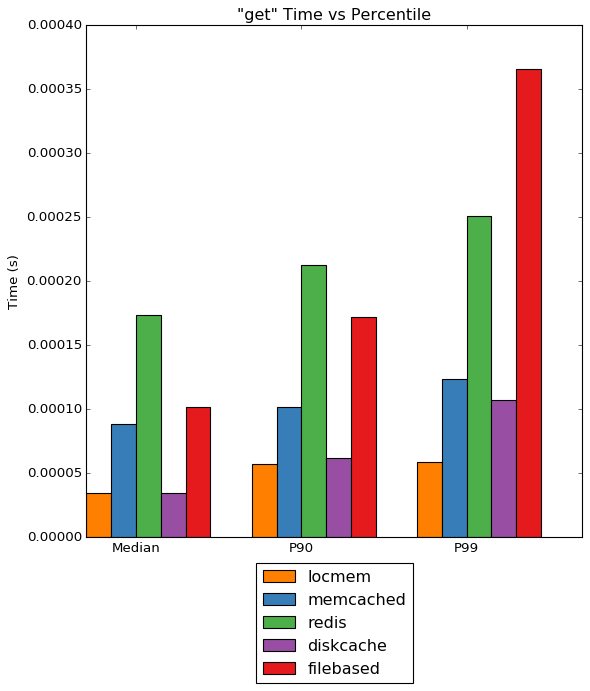 "get" Time vs Percentile
0.00040
0.00035
0.00030
0.00025
0.00020
0.00015
0.00010
0.00005
0.00000
Time (s)
Median P90 P99
locmem
memcached
redis
diskcache
filebased